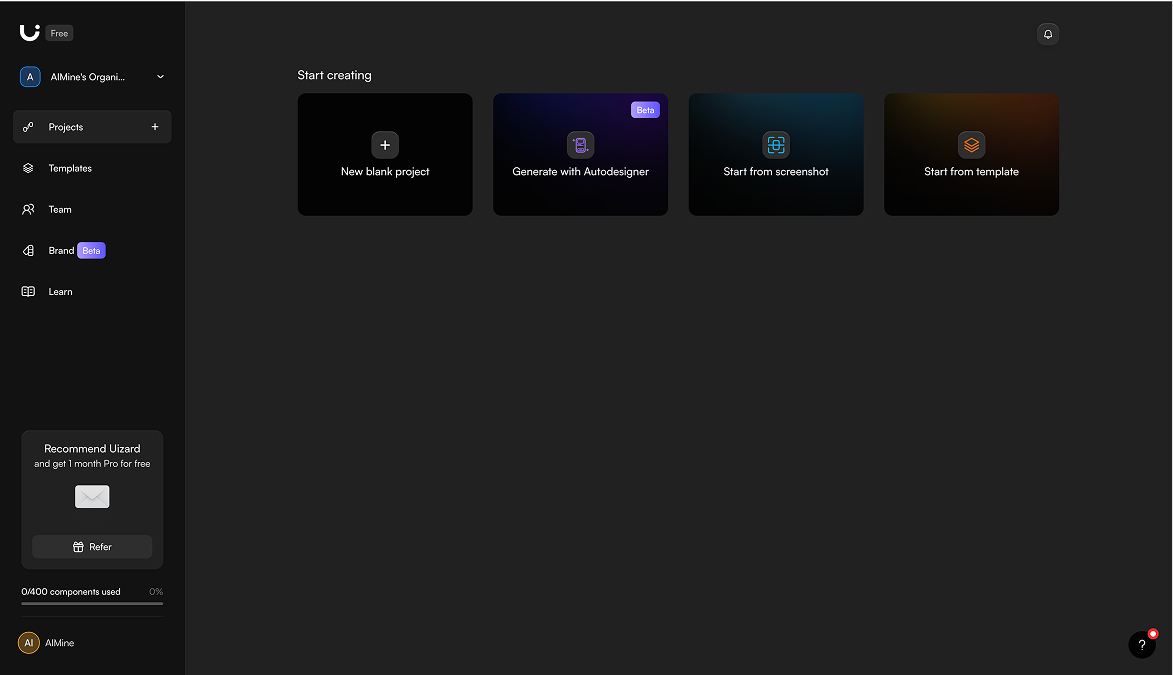 Free
A
AIMine's Organi...
Projects
Templates
Team
Brand Beta
Learn
Recommend Uizard
and get 1 month Pro for free
Refer
0/400 components used 0%
AI AIMine
Start creating
New blank project
Beta
Generate with Autodesigner
Start from screenshot
Start from template
?